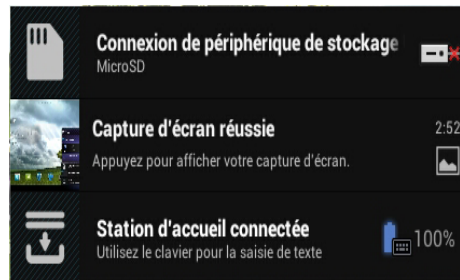 Connexion de périphérique de stockage
MicroSD
Capture d'écran réussie
2:52
Appuyez pour afficher votre capture d'écran.
Station d'accueil connectée
Utilisez le clavier pour la saisie de texte
100%